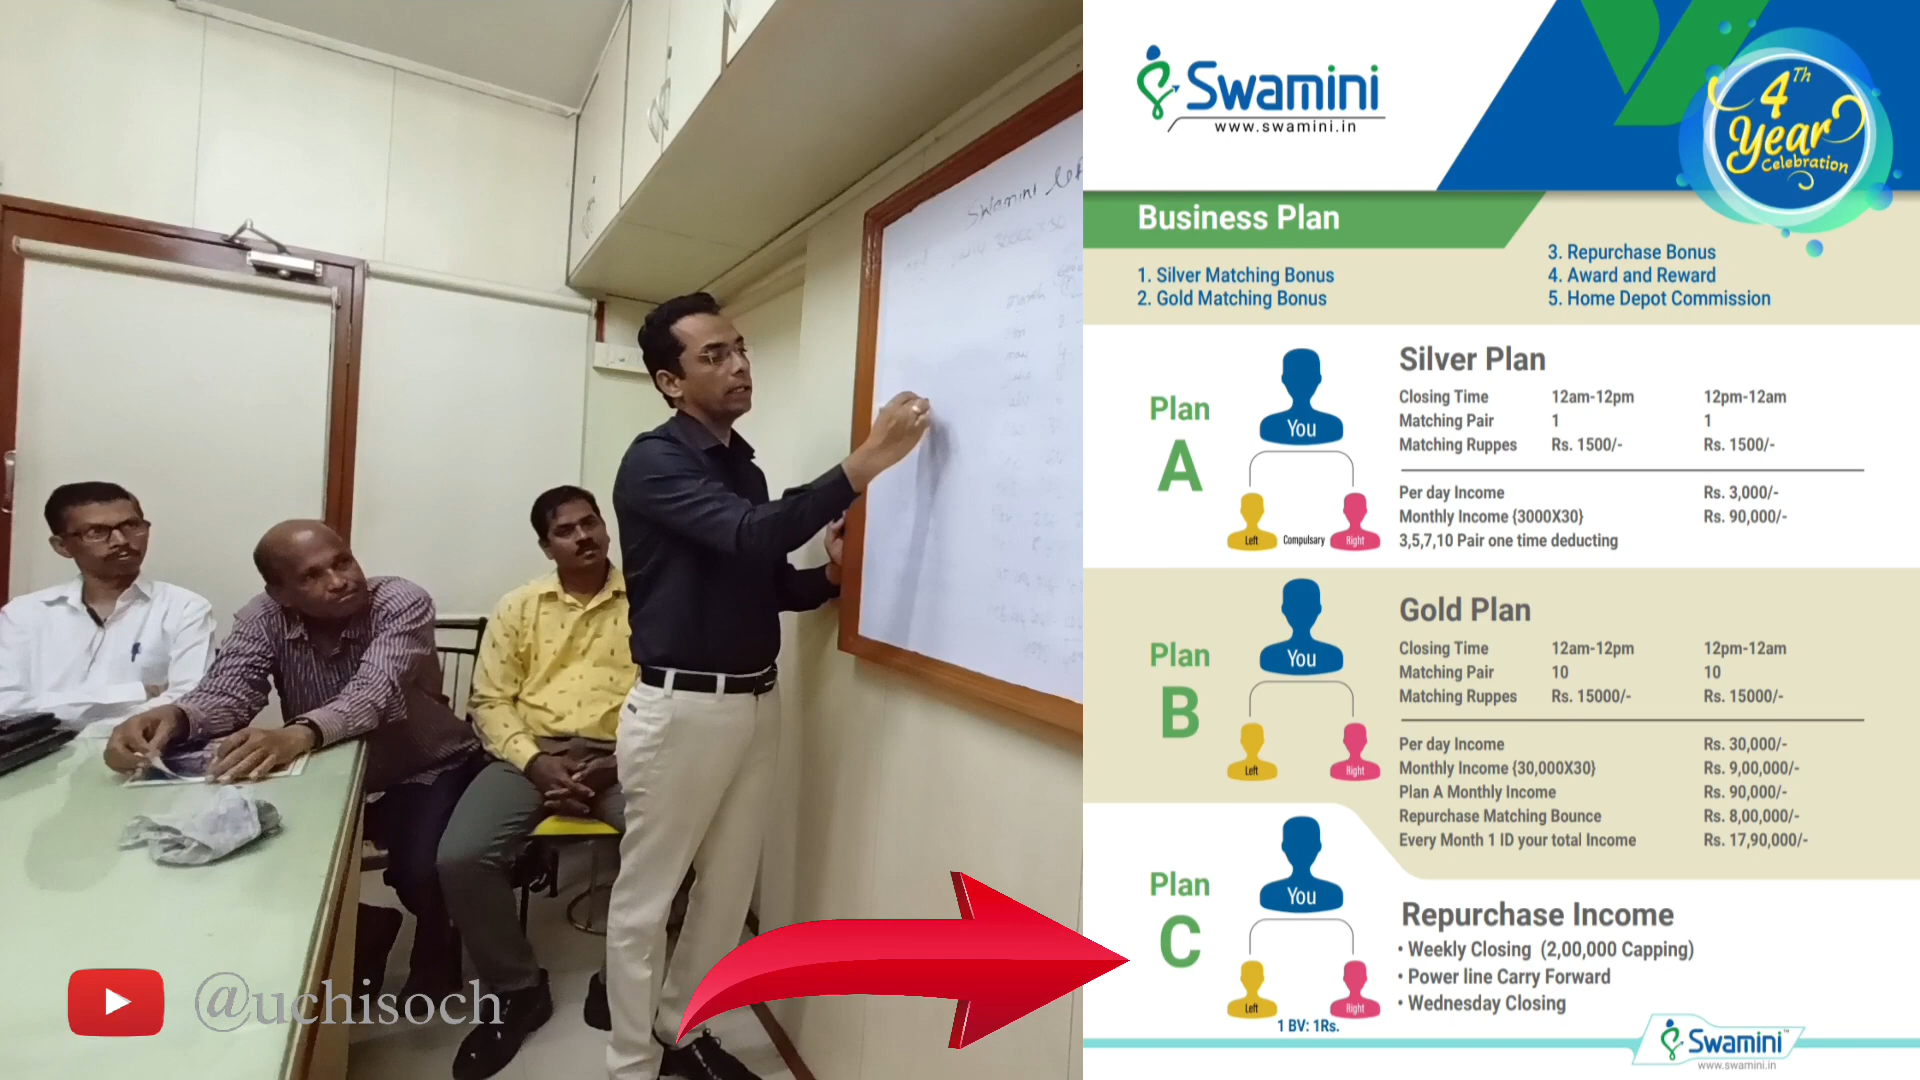 Swamini
@uchisoch
Swamini
www.swamini.in
4Th
Year
Celebration
Business Plan
1. Silver Matching Bonus
2. Gold Matching Bonus
3. Repurchase Bonus
4. Award and Reward
5. Home Depot Commission
Plan
A
You
Left Compulsary Right
Silver Plan
Closing Time 12am-12pm 12pm-12am
Matching Pair 1 1
Matching Ruppes Rs. 1500/- Rs. 1500/-
Per day Income Rs. 3,000/-
Monthly Income {3000X30} Rs. 90,000/-
3,5,7,10 Pair one time deducting
Plan
B
You
Left Right
Gold Plan
Closing Time 12am-12pm 12pm-12am
Matching Pair 10 10
Matching Ruppes Rs. 15000/- Rs. 15000/-
Per day Income Rs. 30,000/-
Monthly Income {30,000X30} Rs. 9,00,000/-
Plan A Monthly Income Rs. 90,000/-
Repurchase Matching Bounce Rs. 8,00,000/-
Every Month 1 ID your total Income Rs. 17,90,000/-
Plan
C
You
Left Right
1 BV: 1Rs.
Repurchase Income
• Weekly Closing (2,00,000 Capping)
• Power line Carry Forward
• Wednesday Closing
Swamini™
www.swamini.in